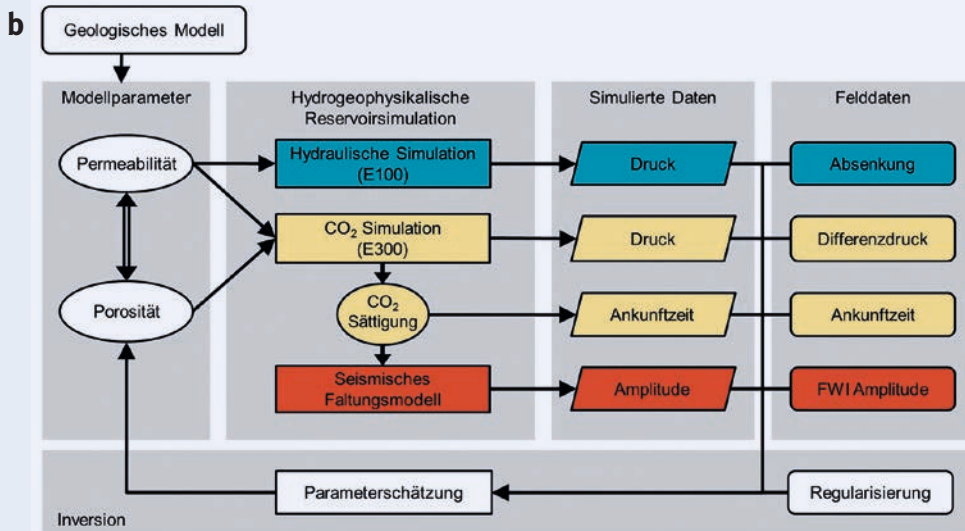 b
Geologisches Modell
Modellparameter
Hydrogeophysikalische
Reservoirsimulation
Simulierte Daten
Felddaten
Permeabilität
Hydraulische Simulation
(E100)
Druck
Absenkung
CO₂ Simulation
(E300)
Druck
Differenzdruck
Porosität
CO₂
Sättigung
Ankunftzeit
Ankunftzeit
Seismisches
Faltungsmodell
Amplitude
FWI Amplitude
Parameterschätzung
Regularisierung
Inversion